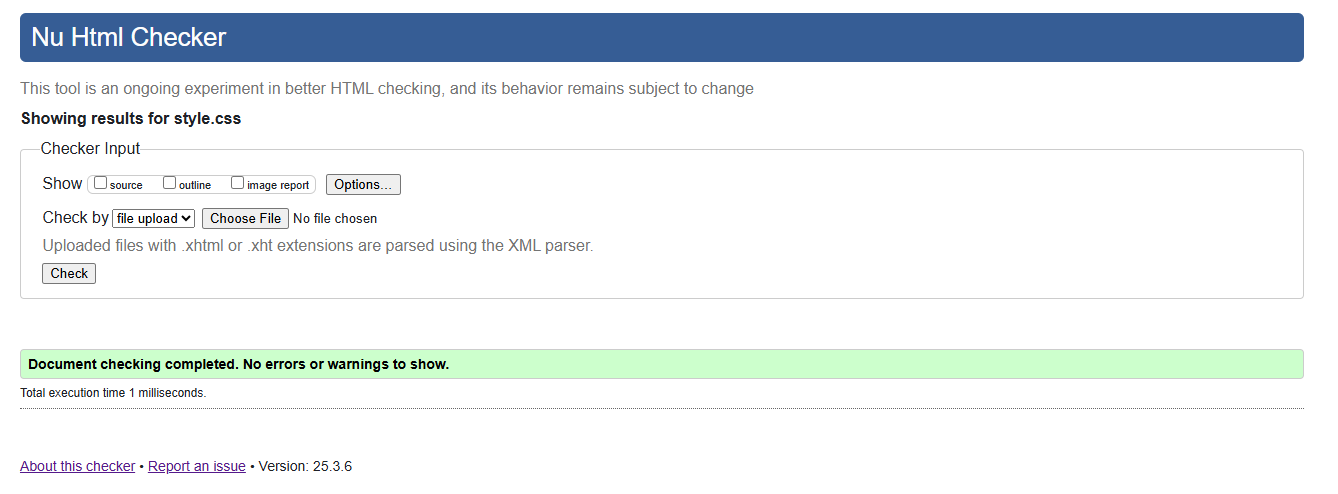 Nu Html Checker
This tool is an ongoing experiment in better HTML checking, and its behavior remains subject to change
Showing results for style.css
Checker Input
Show source outline image report Options...
Check by file upload Choose File No file chosen
Uploaded files with .xhtml or .xht extensions are parsed using the XML parser.
Check
Document checking completed. No errors or warnings to show.
Total execution time 1 milliseconds.
About this checker • Report an issue • Version: 25.3.6